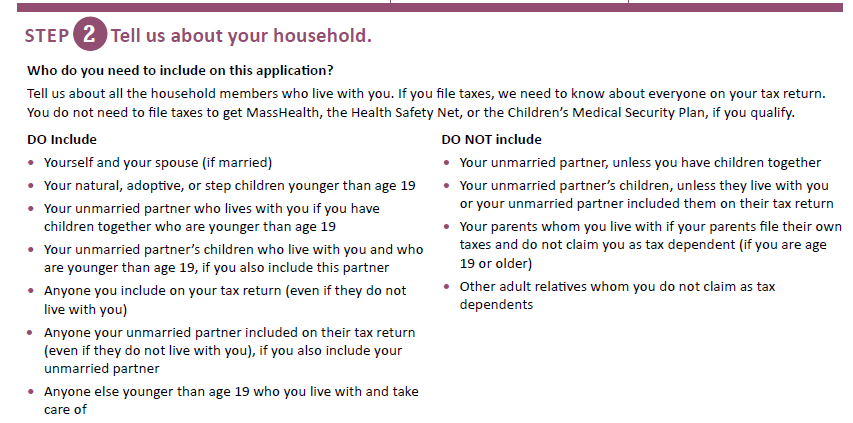 STEP 2 Tell us about your household.
Who do you need to include on this application?
Tell us about all the household members who live with you. If you file taxes, we need to know about everyone on your tax return.
You do not need to file taxes to get MassHealth, the Health Safety Net, or the Children’s Medical Security Plan, if you qualify.
DO Include
• Yourself and your spouse (if married)
• Your natural, adoptive, or step children younger than age 19
• Your unmarried partner who lives with you if you have
children together who are younger than age 19
• Your unmarried partner’s children who live with you and who
are younger than age 19, if you also include this partner
• Anyone you include on your tax return (even if they do not
live with you)
• Anyone your unmarried partner included on their tax return
(even if they do not live with you), if you also include your
unmarried partner
• Anyone else younger than age 19 who you live with and take
care of
DO NOT include
• Your unmarried partner, unless you have children together
• Your unmarried partner’s children, unless they live with you
or your unmarried partner included them on their tax return
• Your parents whom you live with if your parents file their own
taxes and do not claim you as tax dependent (if you are age
19 or older)
• Other adult relatives whom you do not claim as tax
dependents